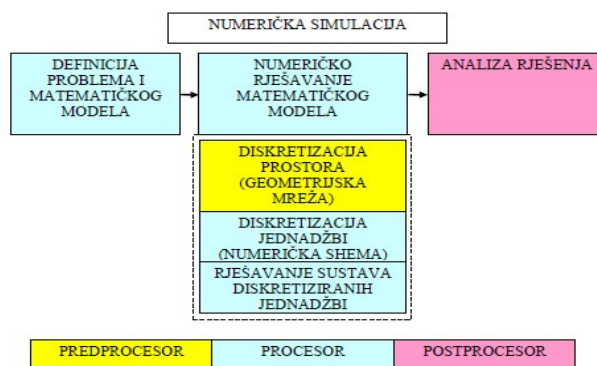 NUMERIČKA SIMULACIJA
DEFINICIJA
PROBLEMA I
MATEMATIČKOG
MODELA
NUMERIČKO
RJEŠAVANJE
MATEMATIČKOG
MODELA
ANALIZA RJEŠENJA
DISKRETIZACIJA
PROSTORA
(GEOMETRIJSKA
MREŽA)
DISKRETIZACIJA
JEDNADŽBI
(NUMERIČKA SHEMA)
RJEŠAVANJE SUSTAVA
DISKRETIZIRANIH
JEDNADŽBI
PREDPROCESOR
PROCESOR
POSTPROCESOR